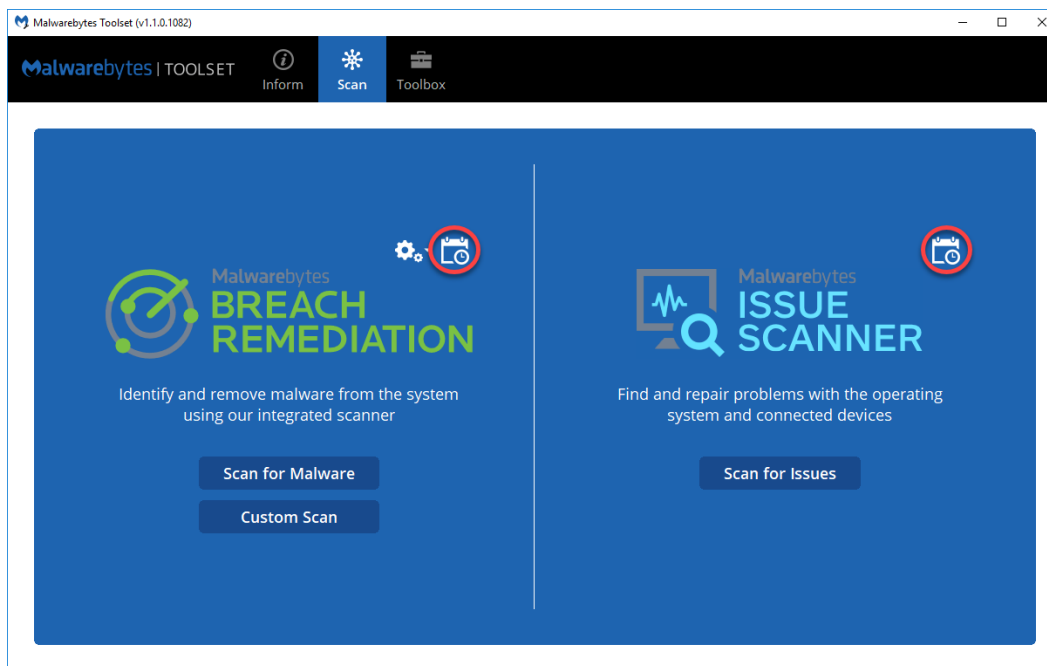 Malwarebytes Toolset (v1.1.0.1082)
Malwarebytes | TOOLSET
Inform
Scan
Toolbox
Malwarebytes
BREACH
REMEDIATION
Identify and remove malware from the system
using our integrated scanner
Scan for Malware
Custom Scan
Malwarebytes
ISSUE
SCANNER
Find and repair problems with the operating
system and connected devices
Scan for Issues